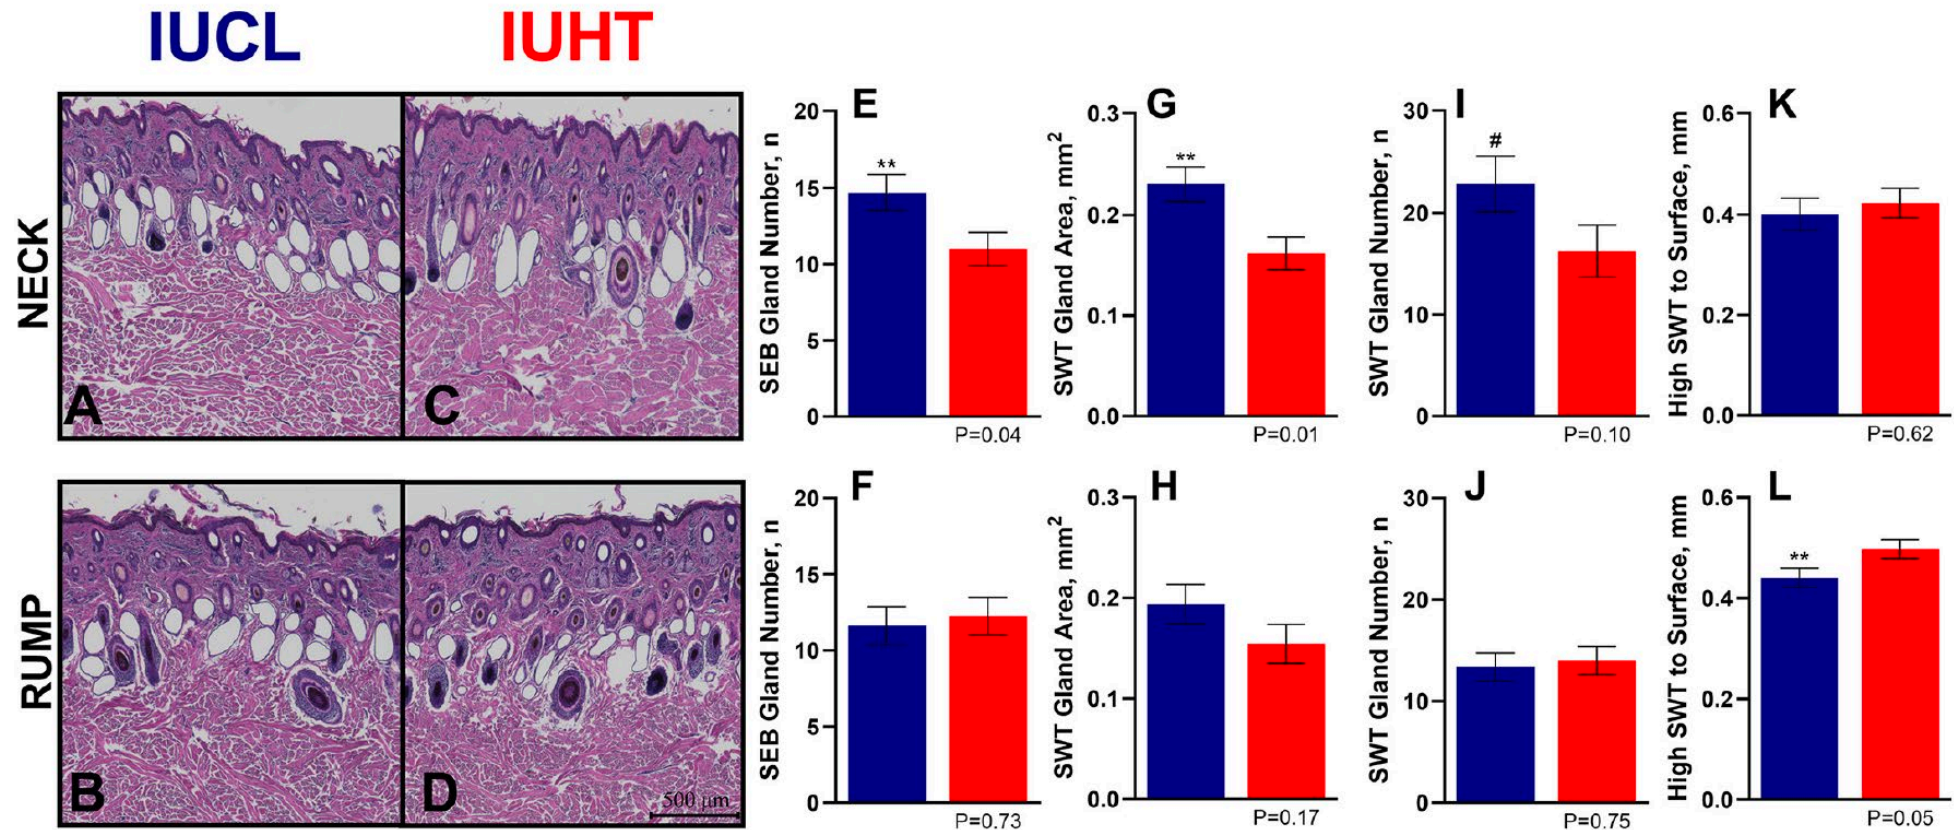 IUCL
IUHT
NECK
RUMP
A
C
B
D
500 µm
E
SEB Gland Number, n
20
15
10
5
0
**
P=0.04
G
SWT Gland Area, mm²
0.3
0.2
0.1
0.0
**
P=0.01
I
SWT Gland Number, n
30
20
10
0
#
P=0.10
K
High SWT to Surface, mm
0.6
0.4
0.2
0.0
P=0.62
F
SEB Gland Number, n
20
15
10
5
0
P=0.73
H
SWT Gland Area, mm²
0.3
0.2
0.1
0.0
P=0.17
J
SWT Gland Number, n
30
20
10
0
P=0.75
L
High SWT to Surface, mm
0.6
0.4
0.2
0.0
**
P=0.05